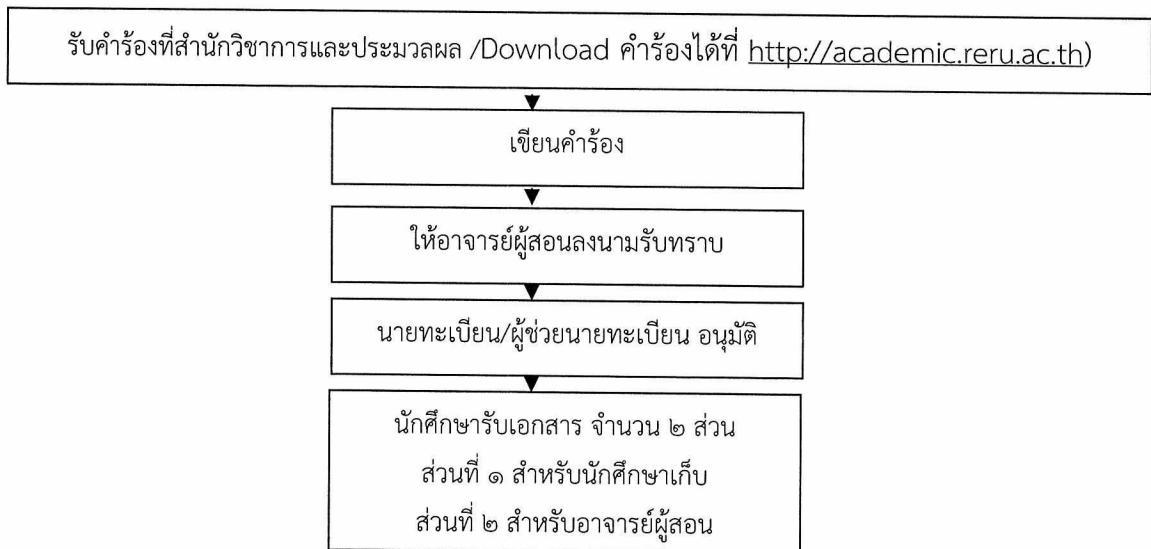 รับคำร้องที่สำนักวิชาการและประมวลผล /Download คำร้องได้ที่ http://academic.reru.ac.th)
เขียนคำร้อง
ให้อาจารย์ผู้สอนลงนามรับทราบ
นายทะเบียน/ผู้ช่วยนายทะเบียน อนุมัติ
นักศึกษารับเอกสาร จำนวน ๒ ส่วน
ส่วนที่ ๑ สำหรับนักศึกษาเก็บ
ส่วนที่ ๒ สำหรับอาจารย์ผู้สอน